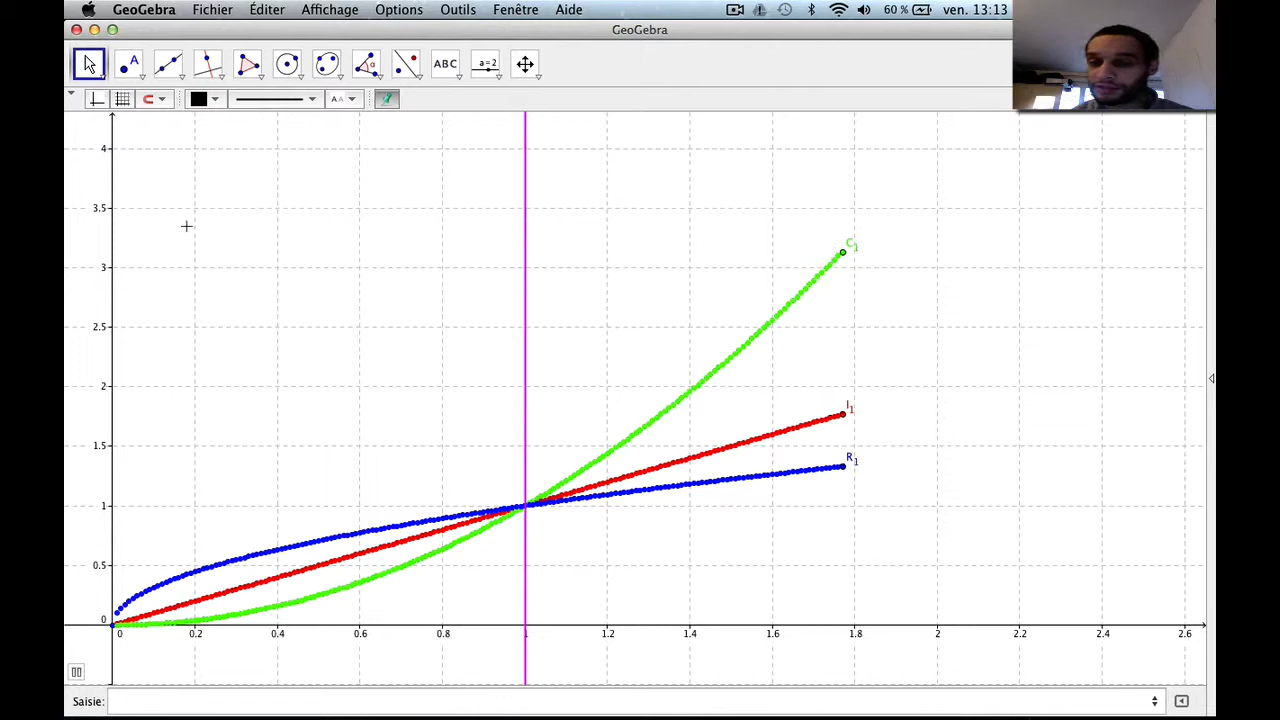 GeoGebra Fichier Éditer Affichage Options Outils Fenêtre Aide 60 % ven. 13:13
GeoGebra
A α ABC a=2
A A
4
3.5
3
2.5
2
1.5
1
0.5
0
C1
I1
R1
0 0.2 0.4 0.6 0.8 1 1.2 1.4 1.6 1.8 2 2.2 2.4 2.6
Saisie: